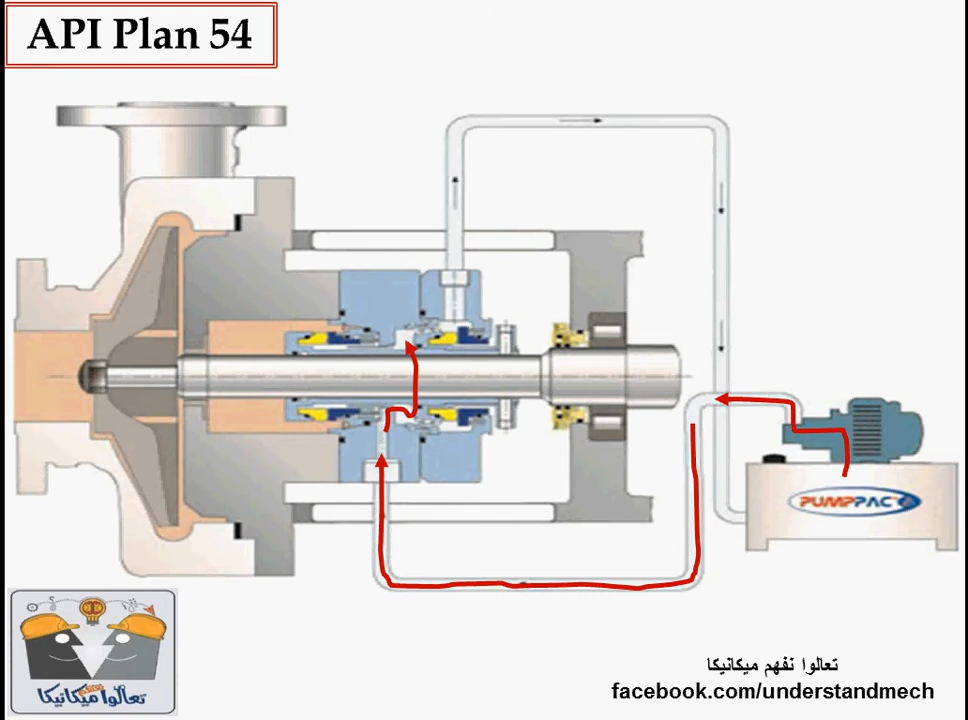 API Plan 54
PUMPPAC
تعالوا نفهم ميكانيكا
facebook.com/understandmech
تعالوا ميكانيكا